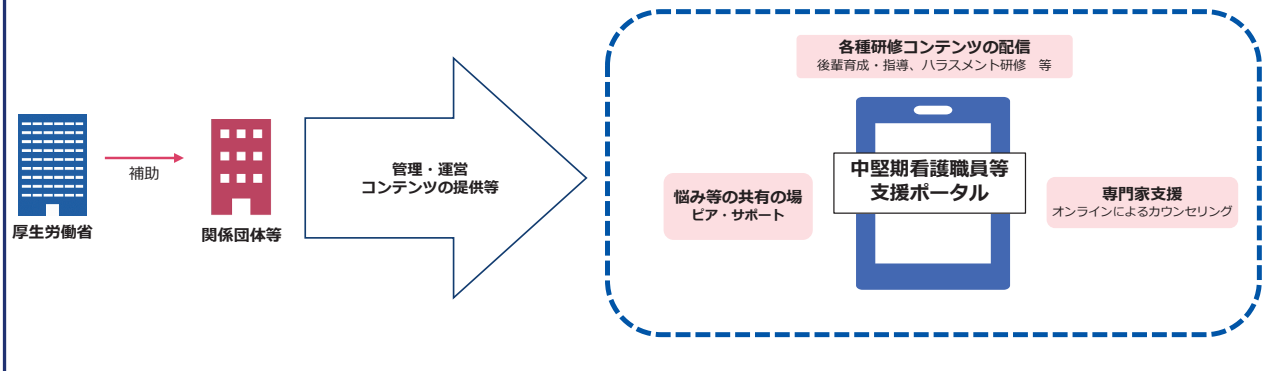 厚生労働省
補助
関係団体等
管理・運営
コンテンツの提供等
各種研修コンテンツの配信
後輩育成・指導、ハラスメント研修　等
中堅期看護職員等
支援ポータル
悩み等の共有の場
ピア・サポート
専門家支援
オンラインによるカウンセリング